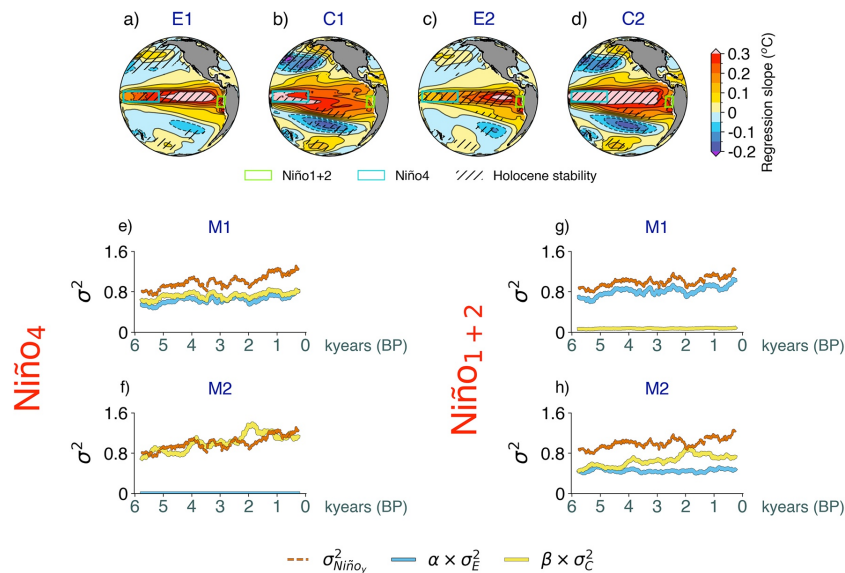 a) E1 b) C1 c) E2 d) C2
0.3
0.2
0.1
0
-0.1
-0.2
Regression slope (°C)
Niño1+2 Niño4 Holocene stability
Niño4
e) M1
1.6
0.8
0
σ²
6 5 4 3 2 1 0 kyears (BP)
f) M2
1.6
0.8
0
σ²
6 5 4 3 2 1 0 kyears (BP)
Niño1 + 2
g) M1
1.6
0.8
0
σ²
6 5 4 3 2 1 0 kyears (BP)
h) M2
1.6
0.8
0
σ²
6 5 4 3 2 1 0 kyears (BP)
σ²Niñoγ α × σ²E β × σ²C